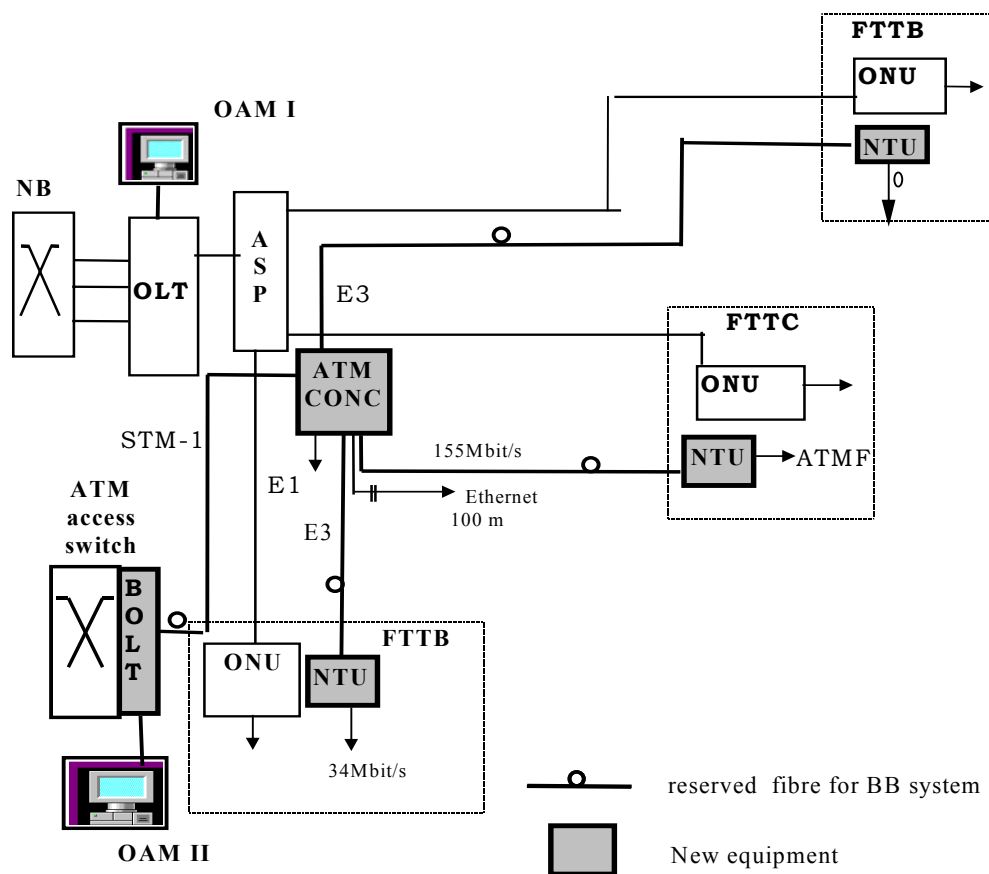 FTTB
ONU
OAM I
NTU
NB
A
S
P
OLT
E3
FTTC
ATM
CONC
ONU
STM-1
155Mbit/s
NTU
ATMF
E1
Ethernet
100 m
ATM
access
switch
E3
B
O
L
T
FTTB
ONU
NTU
34Mbit/s
reserved fibre for BB system
OAM II
New equipment